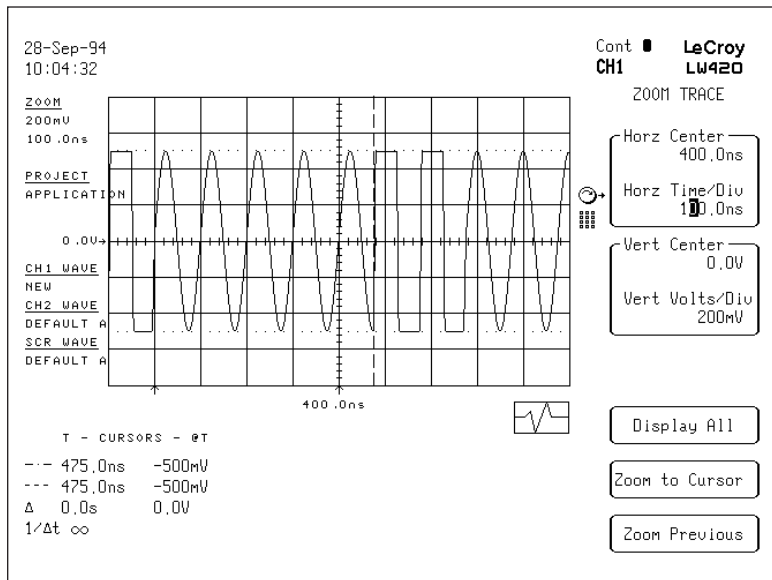 28-Sep-94
10:04:32
Cont
CH1
LeCroy
LW420
ZOOM
200mV
100.0ns
PROJECT
APPLICATION
0.0V
CH1 WAVE
NEW
CH2 WAVE
DEFAULT A
SCR WAVE
DEFAULT A
400.0ns
T - CURSORS - @T
475.0ns -500mV
475.0ns -500mV
Δ 0.0s 0.0V
1/Δt ∞
ZOOM TRACE
Horz Center
400.0ns
Horz Time/Div
100.0ns
Vert Center
0.0V
Vert Volts/Div
200mV
Display All
Zoom to Cursor
Zoom Previous